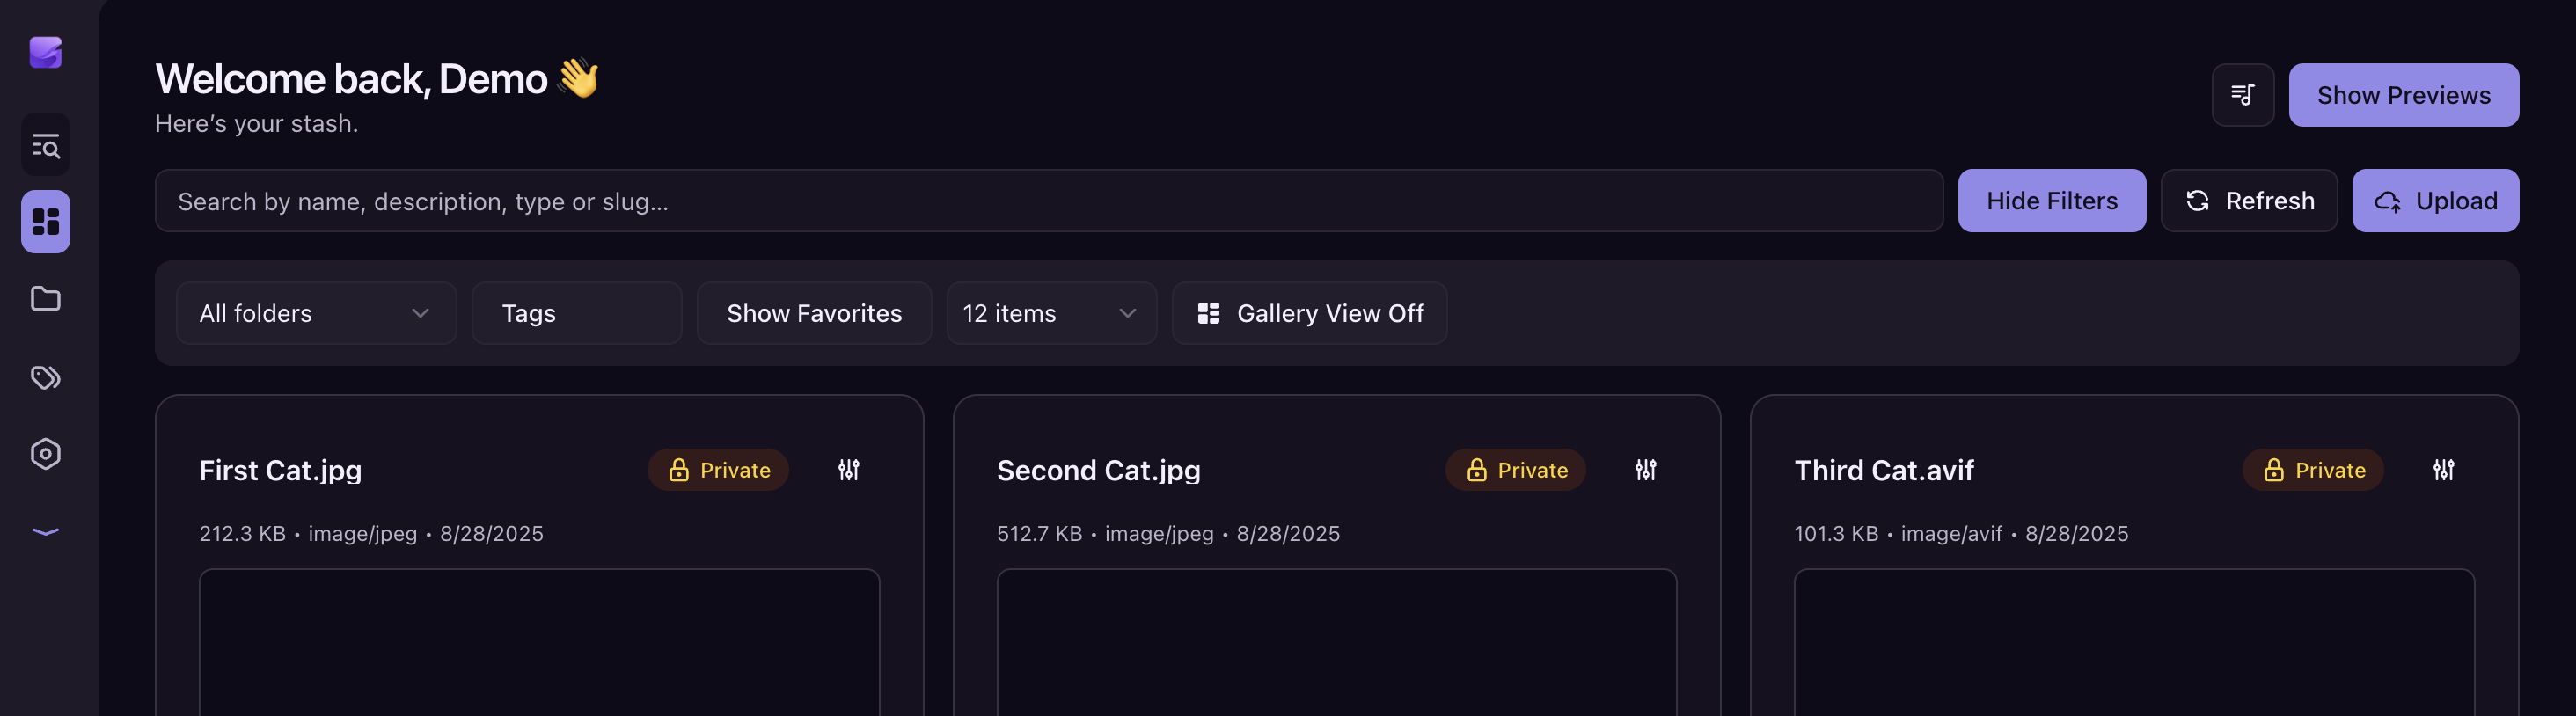 Welcome back, Demo 👋
Here’s your stash.
Show Previews
Search by name, description, type or slug...
Hide Filters
Refresh
Upload
All folders
Tags
Show Favorites
12 items
Gallery View Off
First Cat.jpg
Private
212.3 KB • image/jpeg • 8/28/2025
Second Cat.jpg
Private
512.7 KB • image/jpeg • 8/28/2025
Third Cat.avif
Private
101.3 KB • image/avif • 8/28/2025